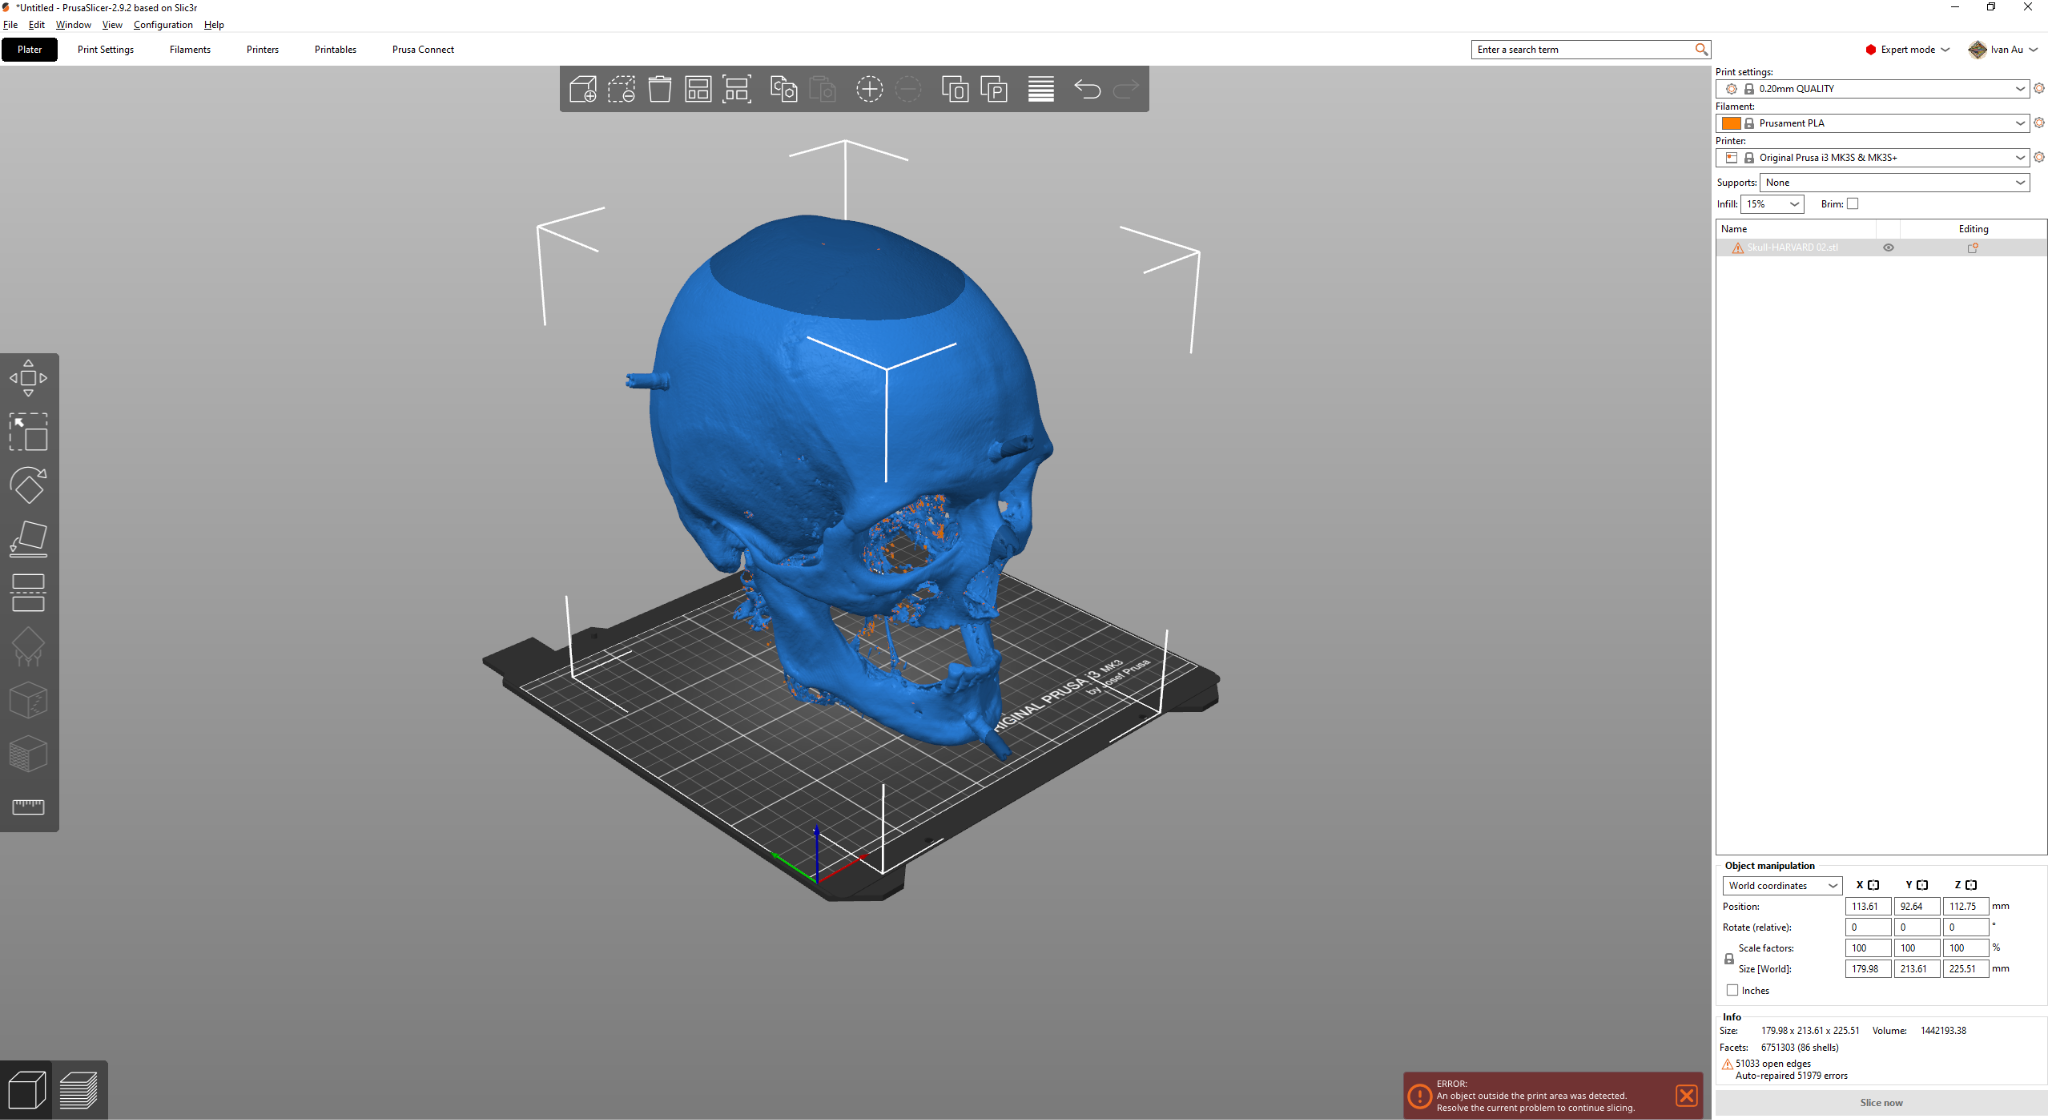 *Untitled - PrusaSlicer-2.9.2 based on Slic3r
File Edit Window View Configuration Help
Plater Print Settings Filaments Printers Printables Prusa Connect
Enter a search term
Expert mode
Ivan Au
Print settings:
0.20mm QUALITY
Filament:
Prusament PLA
Printer:
Original Prusa i3 MK3S & MK3S+
Supports: None
Infill: 15% Brim:
Name Editing
Skull-HARVARD 02.stl
RIGINAL PRUSA i3 MK3
by Josef Prusa
Object manipulation
World coordinates X Y Z
Position: 113.61 92.64 112.75 mm
Rotate (relative): 0 0 0 °
Scale factors: 100 100 100 %
Size [World]: 179.98 213.61 225.51 mm
Inches
Info
Size: 179.98 x 213.61 x 225.51 Volume: 1442193.38
Facets: 6751303 (86 shells)
51033 open edges
Auto-repaired 51979 errors
ERROR:
An object outside the print area was detected.
Resolve the current problem to continue slicing.
Slice now